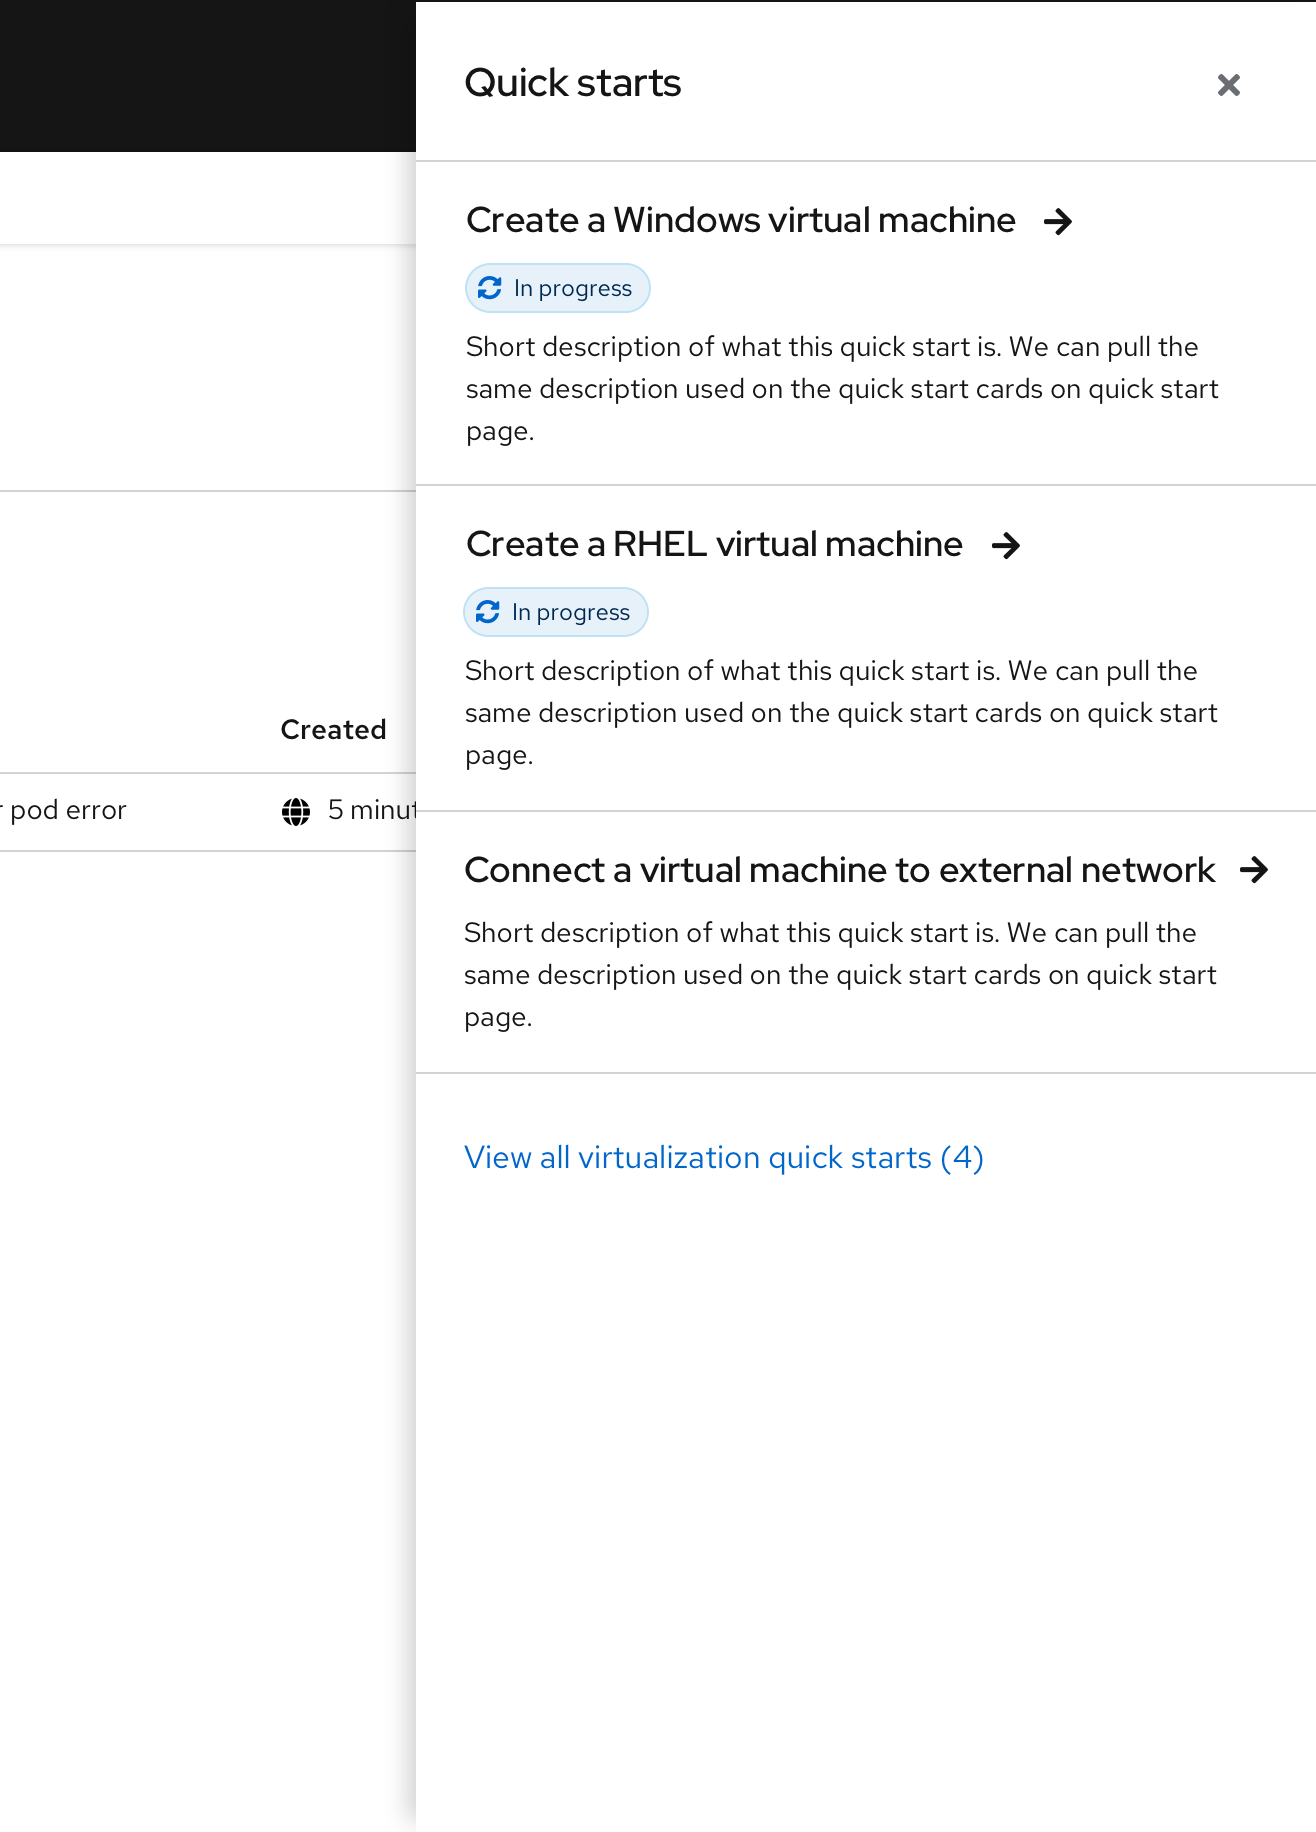 Quick starts
Create a Windows virtual machine
In progress
Short description of what this quick start is. We can pull the
same description used on the quick start cards on quick start
page.
Create a RHEL virtual machine
In progress
Short description of what this quick start is. We can pull the
same description used on the quick start cards on quick start
page.
Created
pod error
5 minut
Connect a virtual machine to external network
Short description of what this quick start is. We can pull the
same description used on the quick start cards on quick start
page.
View all virtualization quick starts (4)